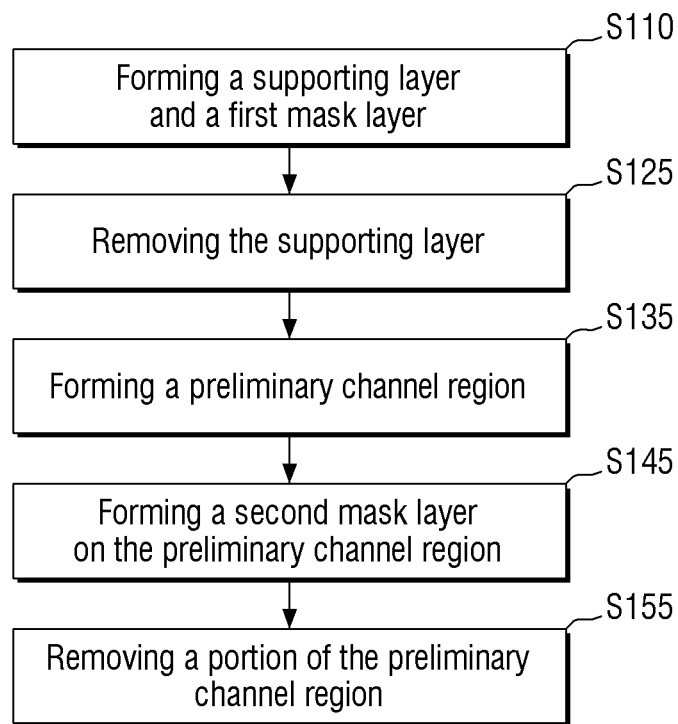 S110
Forming a supporting layer
and a first mask layer
S125
Removing the supporting layer
S135
Forming a preliminary channel region
S145
Forming a second mask layer
on the preliminary channel region
S155
Removing a portion of the preliminary
channel region